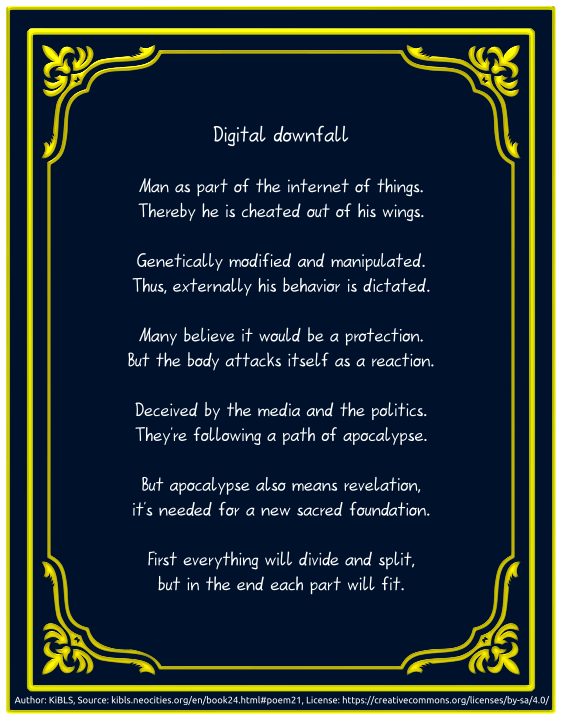 Digital downfall
Man as part of the internet of things.
Thereby he is cheated out of his wings.
Genetically modified and manipulated.
Thus, externally his behavior is dictated.
Many believe it would be a protection.
But the body attacks itself as a reaction.
Deceived by the media and the politics.
They're following a path of apocalypse.
But apocalypse also means revelation,
it's needed for a new sacred foundation.
First everything will divide and split,
but in the end each part will fit.
Author: KiBLS, Source: kibls.neocities.org/en/book24.html#poem21, License: https://creativecommons.org/licenses/by-sa/4.0/